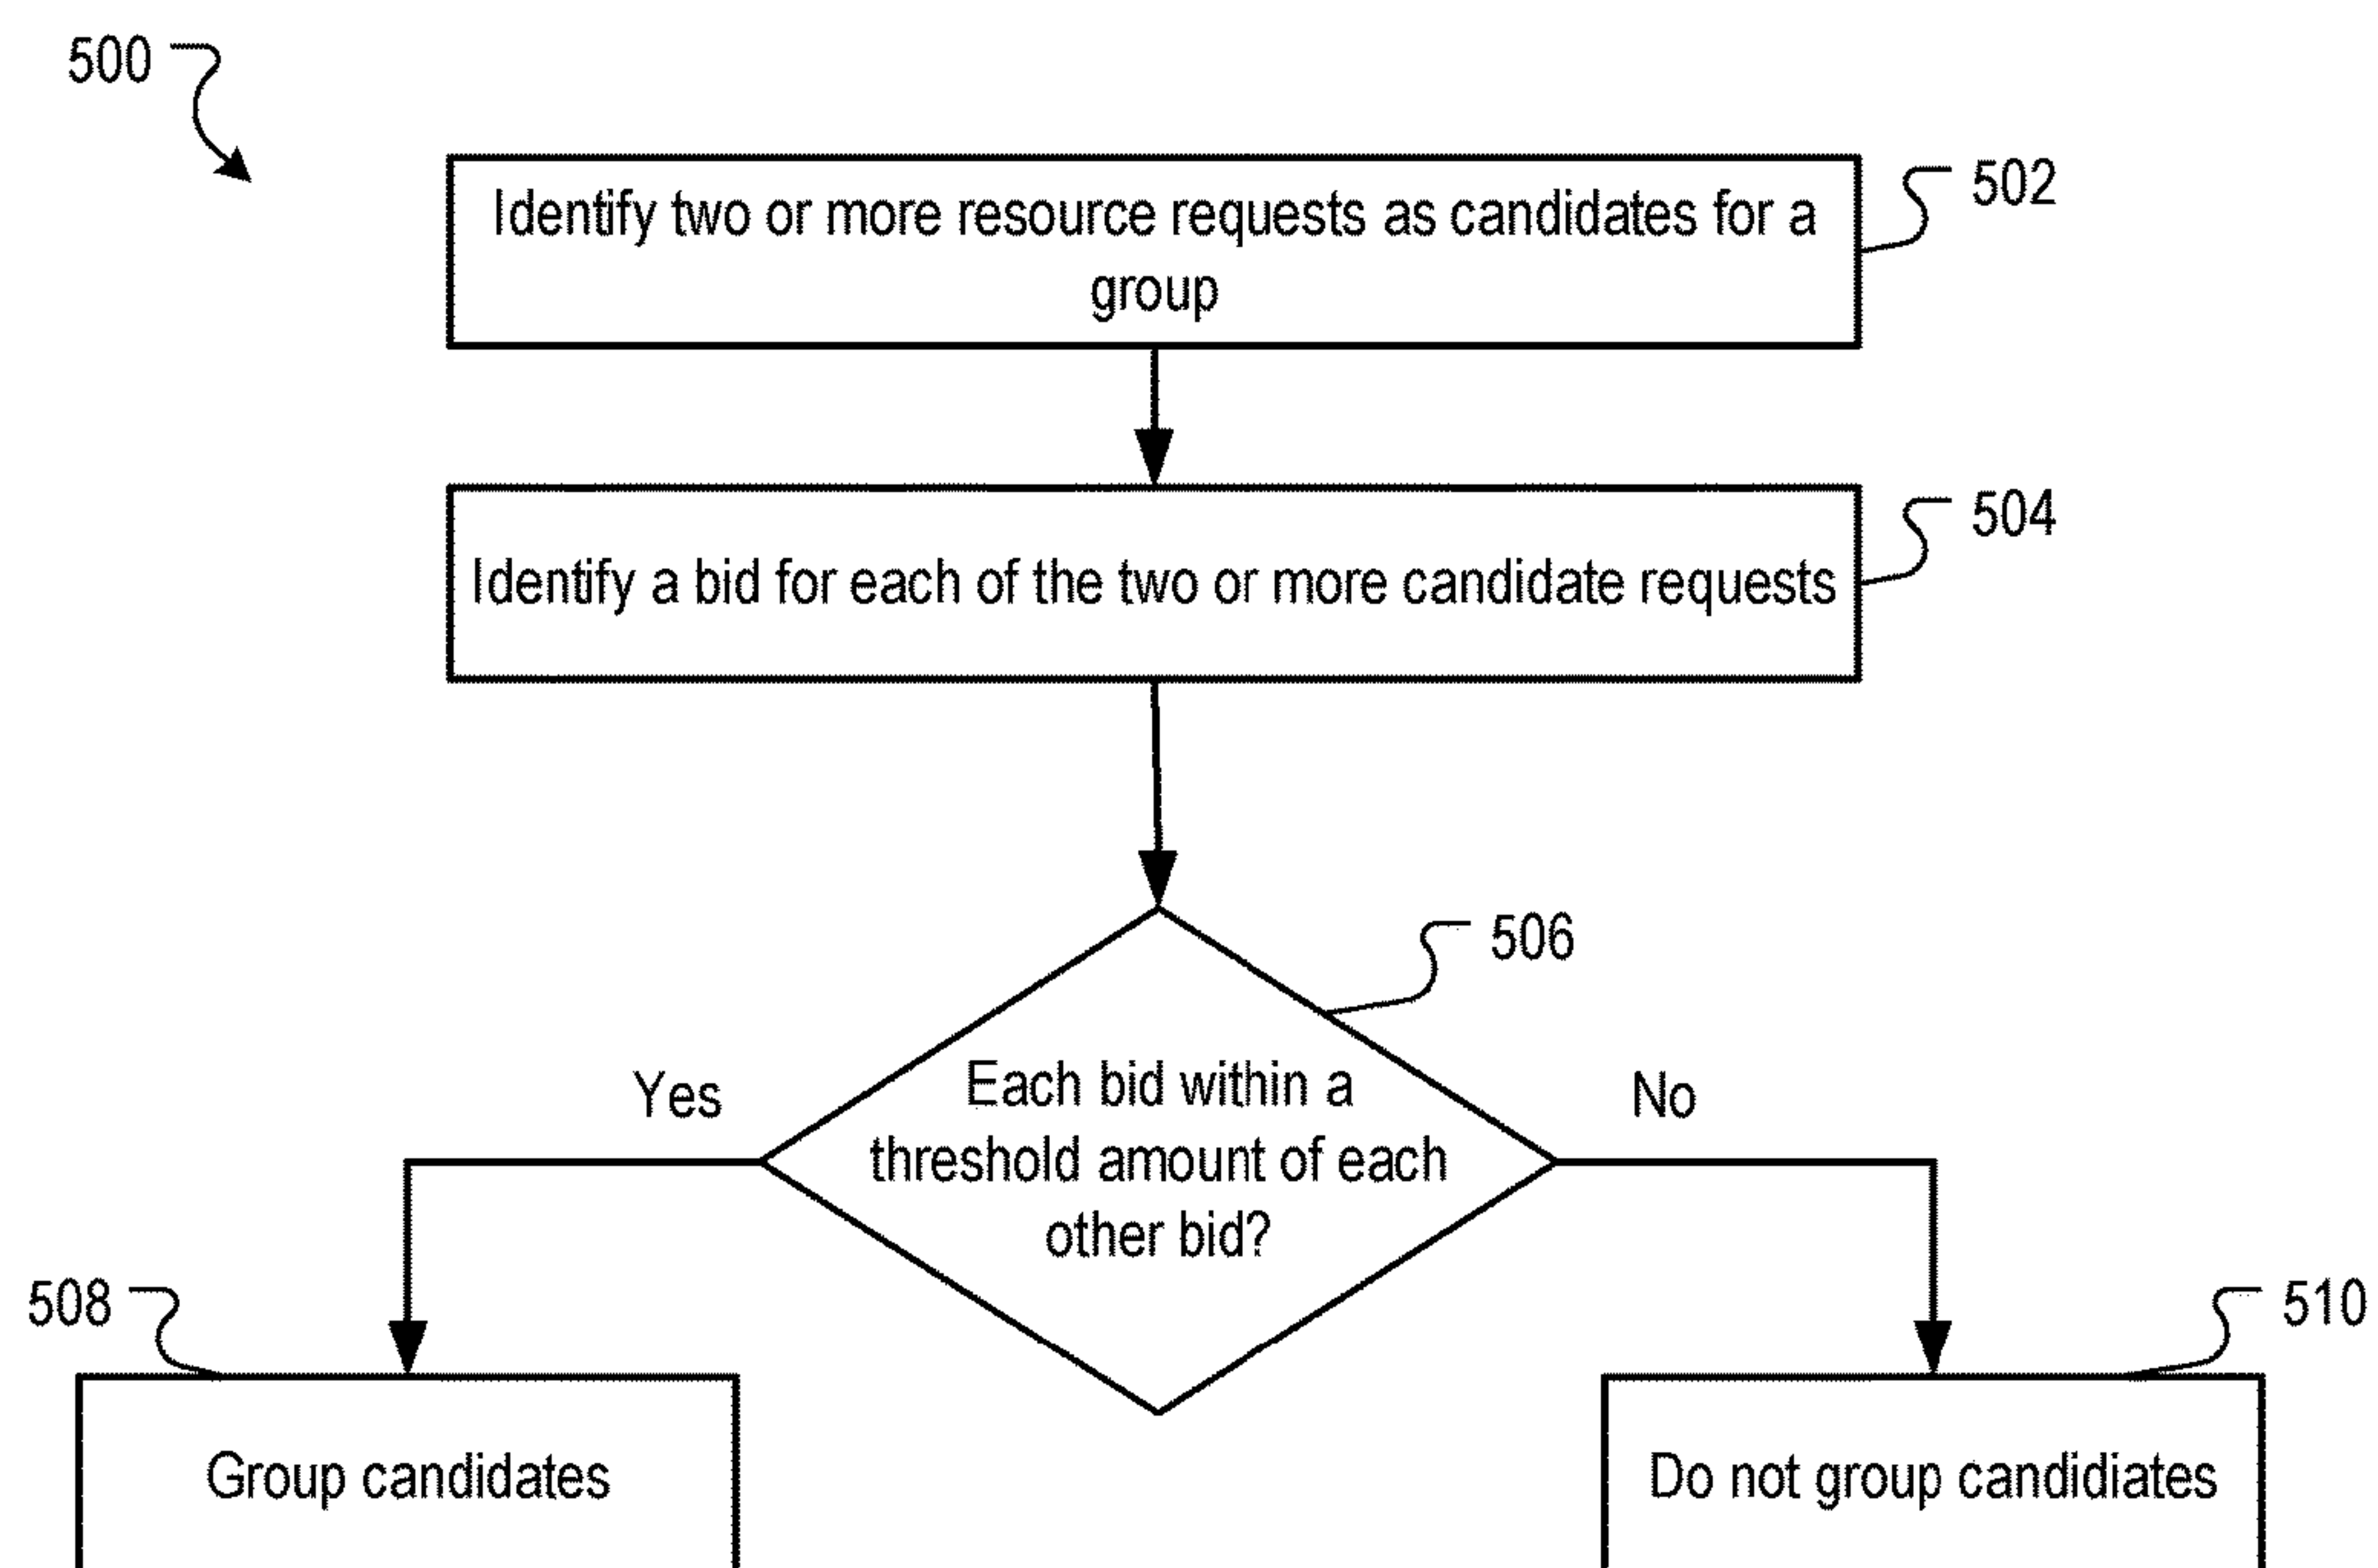 500
Identify two or more resource requests as candidates for a
group
502
Identify a bid for each of the two or more candidate requests
504
506
Each bid within a
threshold amount of each
other bid?
Yes
No
508
Group candidates
510
Do not group candidiates